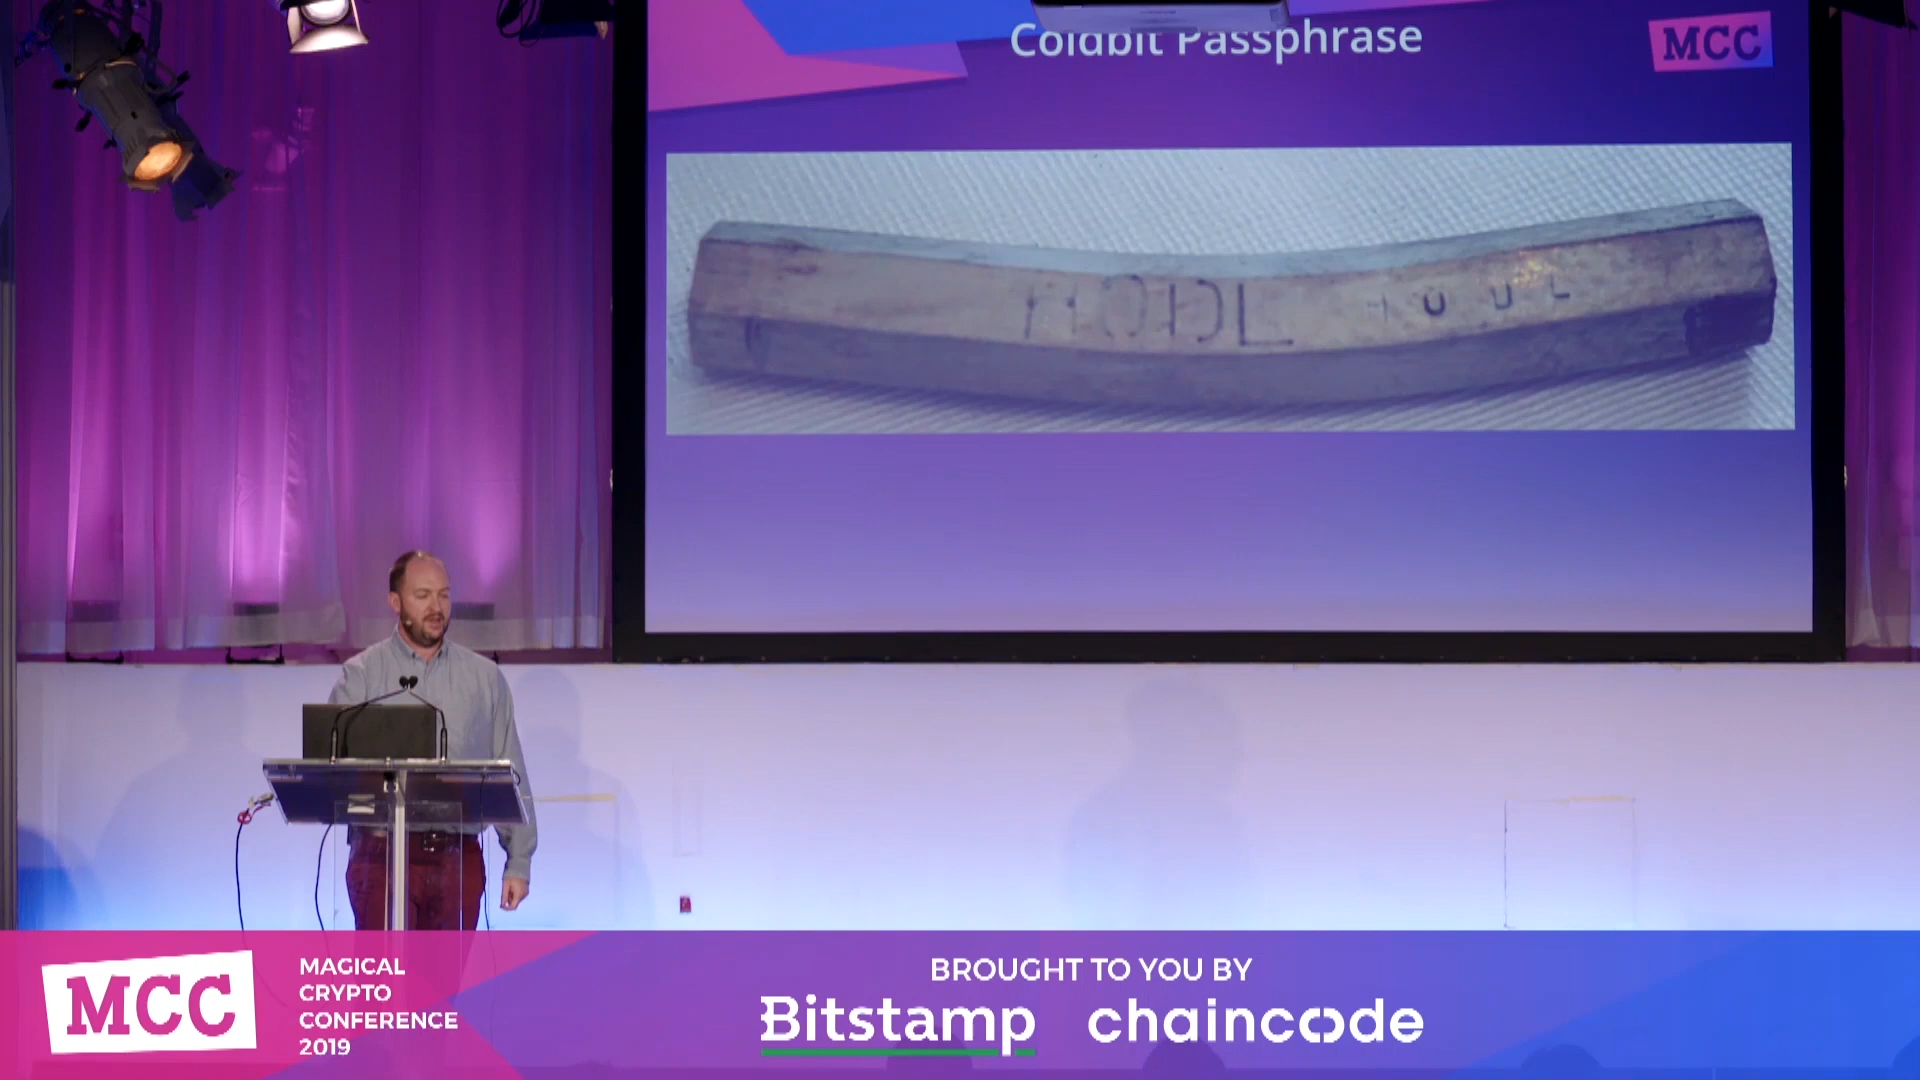 Coldbit Passphrase
MCC
HODL
MCC
MAGICAL
CRYPTO
CONFERENCE
2019
BROUGHT TO YOU BY
Bitstamp chaincode